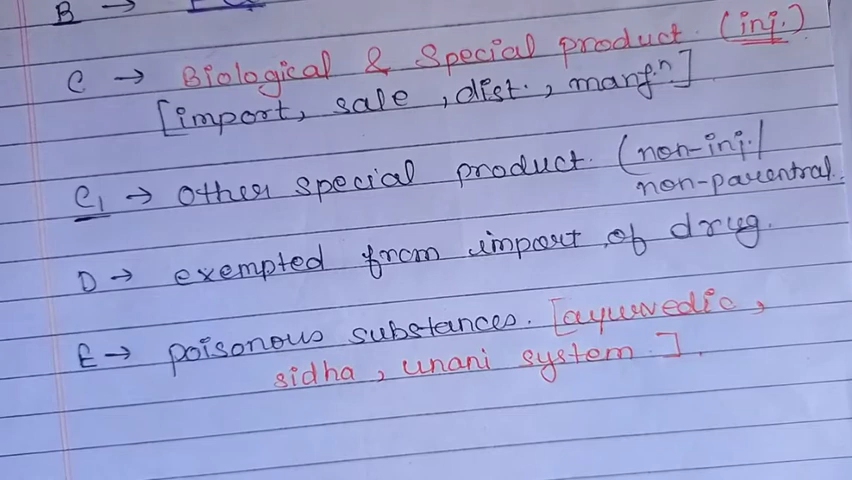 B →
C → Biological & Special product (inj.)
[import, sale, dist., manfⁿ]
C₁ → Other special product. (non-inj./
non-parentral.
D → exempted from import of drug.
E → poisonous substances. [ayurvedic,
sidha, unani system.]